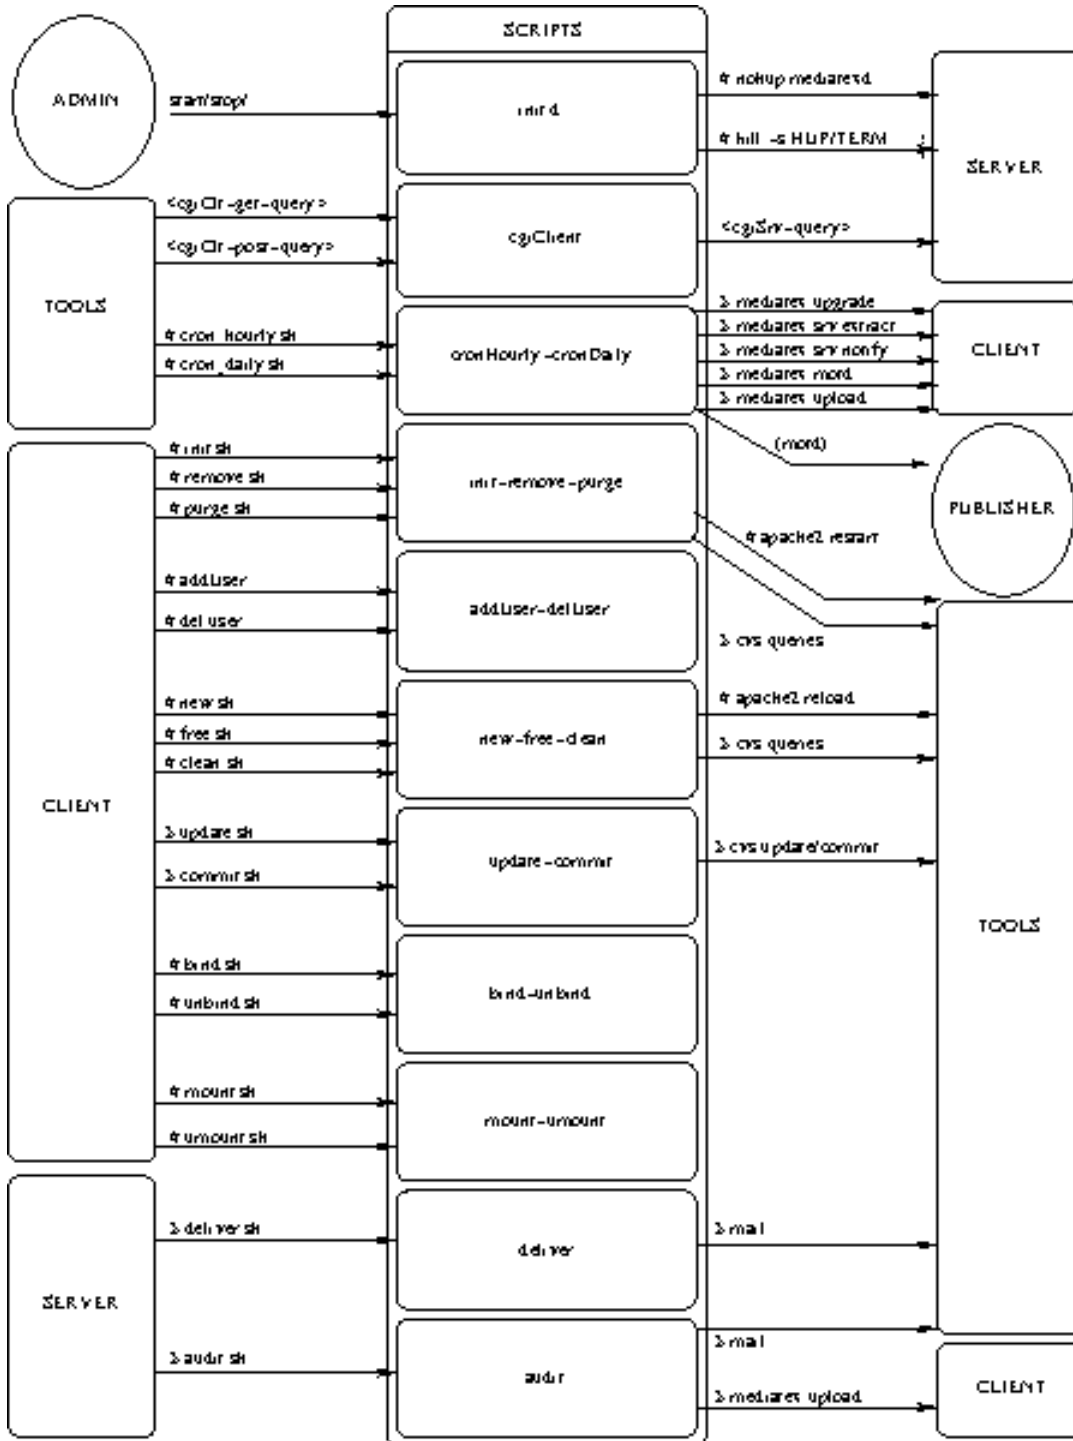 SCRIPTS
ADMIN
start/stop/
init d
# nohup mediatexd
# kill -s HUP/TERM
SERVER
TOOLS
<cgiClt-get-query>
<cgiClt-post-query>
cgiClient
<cgiSrv-query>
# cron_hourly sh
# cron_daily sh
cronHourly-cronDaily
$ mediatex upgrade
$ mediatex srv extract
$ mediatex srv notify
$ mediatex motd
$ mediatex upload
CLIENT
(motd)
PUBLISHER
CLIENT
# init sh
# remove sh
# purge sh
init-remove-purge
# apache2 restart
$ cvs queries
# addUser
# del user
addUser-delUser
# new sh
# free sh
# clean sh
new-free-clean
# apache2 reload
$ cvs queries
$ update sh
$ commit sh
update-commit
$ cvs update/commit
TOOLS
# bind sh
# unbind sh
bind-unbind
# mount sh
# umount sh
mount-umount
SERVER
$ deliver sh
deliver
$ mail
$ audit sh
audit
$ mail
$ mediatex upload
CLIENT